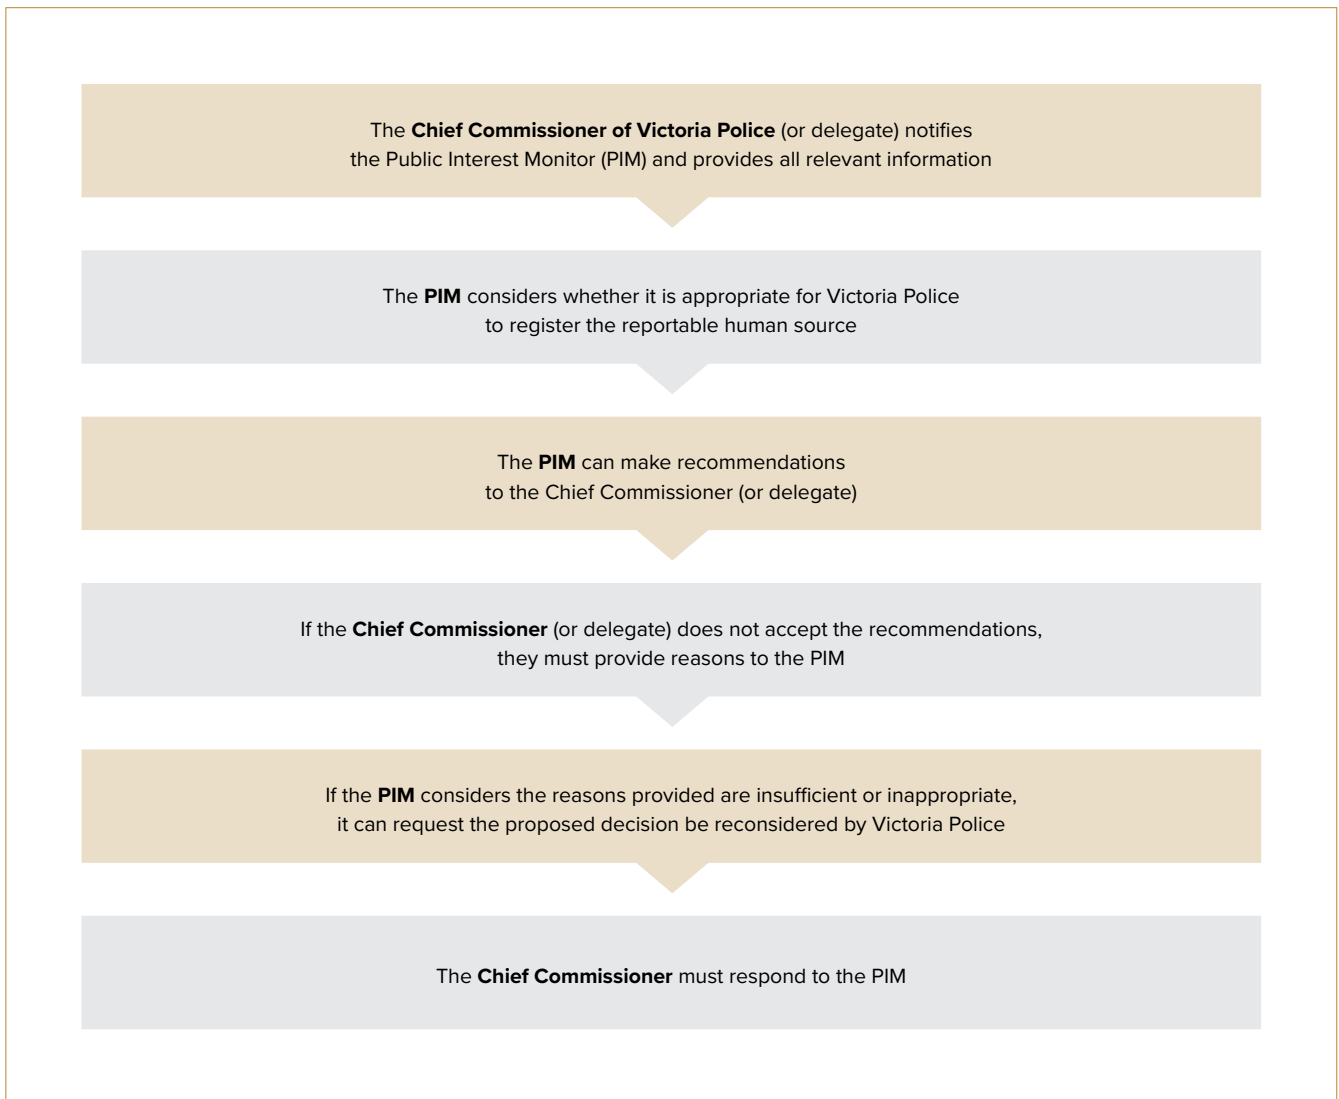 The Chief Commissioner of Victoria Police (or delegate) notifies
the Public Interest Monitor (PIM) and provides all relevant information
The PIM considers whether it is appropriate for Victoria Police
to register the reportable human source
The PIM can make recommendations
to the Chief Commissioner (or delegate)
If the Chief Commissioner (or delegate) does not accept the recommendations,
they must provide reasons to the PIM
If the PIM considers the reasons provided are insufficient or inappropriate,
it can request the proposed decision be reconsidered by Victoria Police
The Chief Commissioner must respond to the PIM